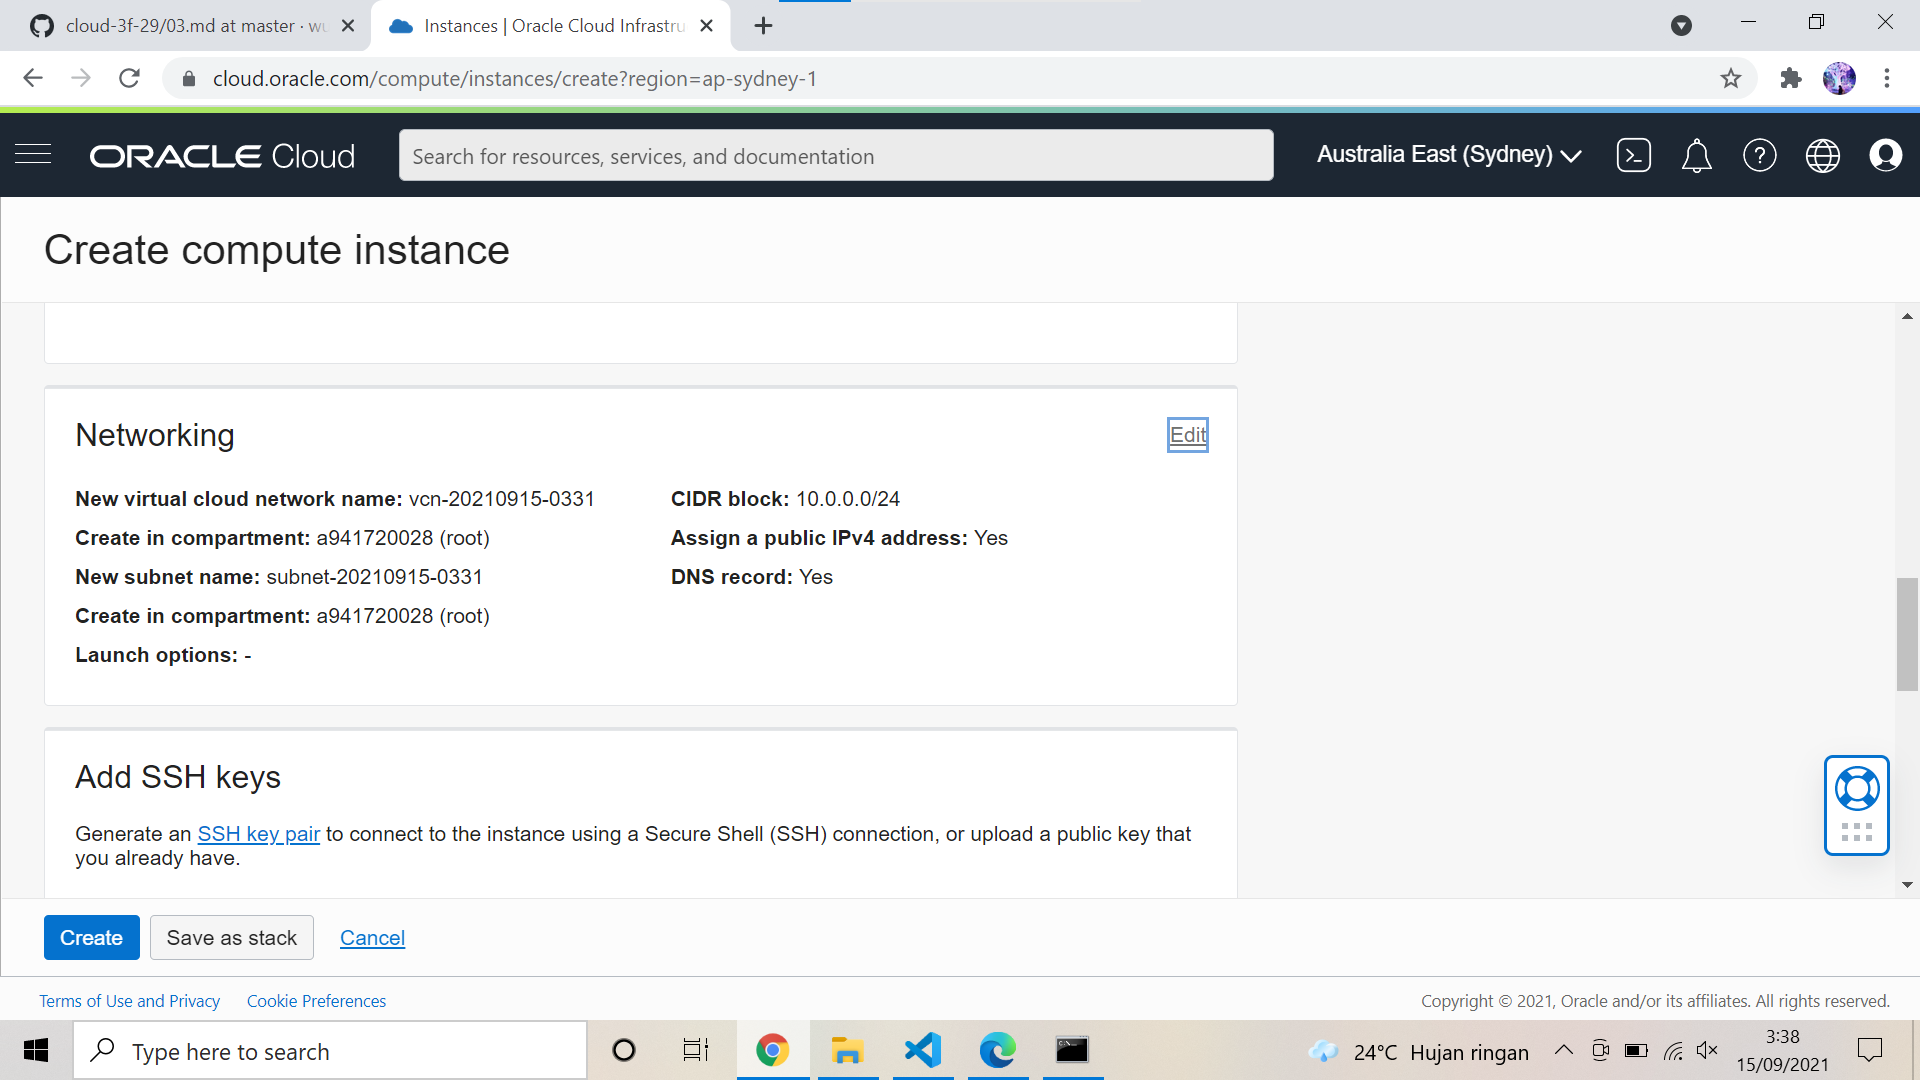 cloud-3f-29/03.md at master · wu
Instances | Oracle Cloud Infrastru
cloud.oracle.com/compute/instances/create?region=ap-sydney-1
ORACLE Cloud
Search for resources, services, and documentation
Australia East (Sydney)
Create compute instance
Networking
Edit
New virtual cloud network name: vcn-20210915-0331
Create in compartment: a941720028 (root)
New subnet name: subnet-20210915-0331
Create in compartment: a941720028 (root)
Launch options: -
CIDR block: 10.0.0.0/24
Assign a public IPv4 address: Yes
DNS record: Yes
Add SSH keys
Generate an SSH key pair to connect to the instance using a Secure Shell (SSH) connection, or upload a public key that
you already have.
Create
Save as stack
Cancel
Terms of Use and Privacy
Cookie Preferences
Copyright © 2021, Oracle and/or its affiliates. All rights reserved.
Type here to search
24°C Hujan ringan
3:38
15/09/2021